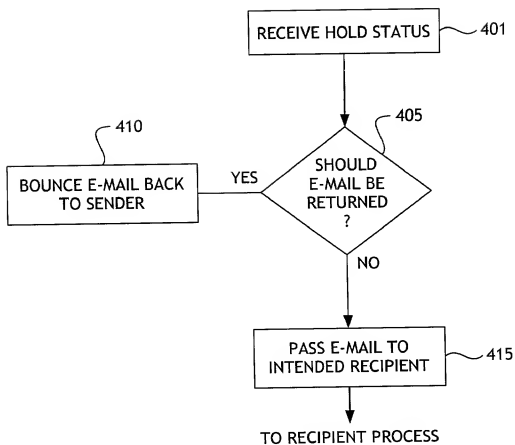 RECEIVE HOLD STATUS
401
405
410
SHOULD
E-MAIL BE
RETURNED
?
YES
BOUNCE E-MAIL BACK
TO SENDER
NO
PASS E-MAIL TO
INTENDED RECIPIENT
415
TO RECIPIENT PROCESS